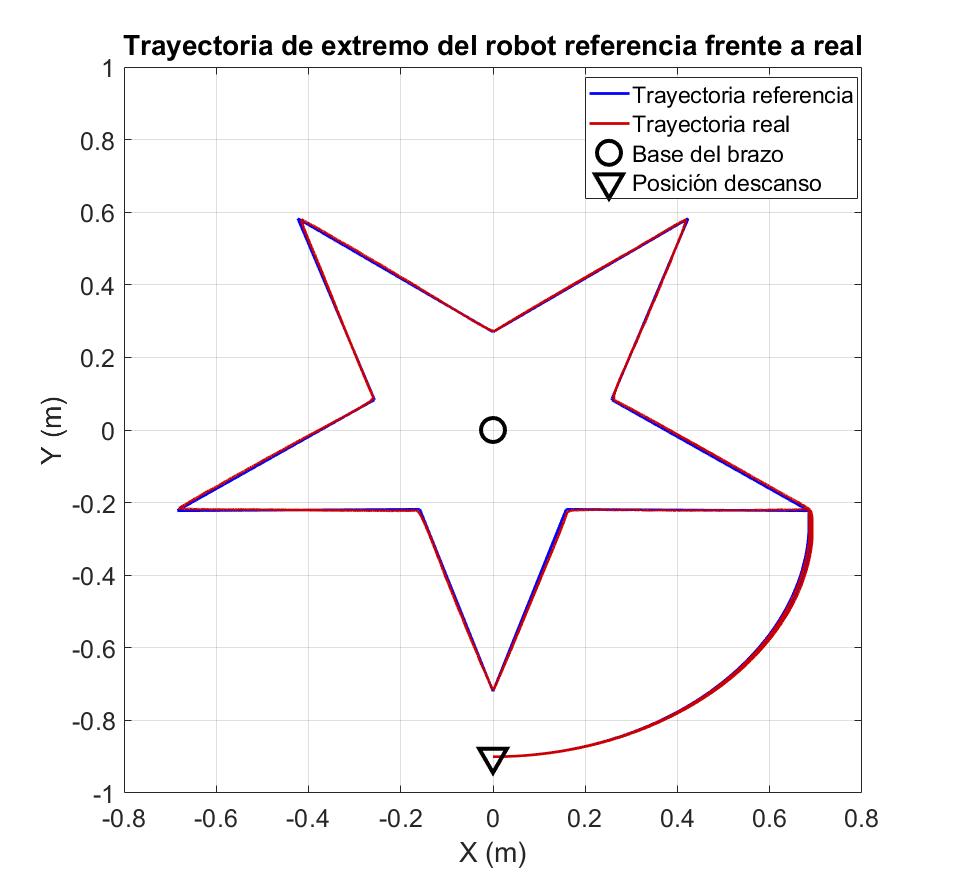 Trayectoria de extremo del robot referencia frente a real
Trayectoria referencia
Trayectoria real
Base del brazo
Posición descanso
Y (m)
1
0.8
0.6
0.4
0.2
0
-0.2
-0.4
-0.6
-0.8
-1
-0.8 -0.6 -0.4 -0.2 0 0.2 0.4 0.6 0.8
X (m)